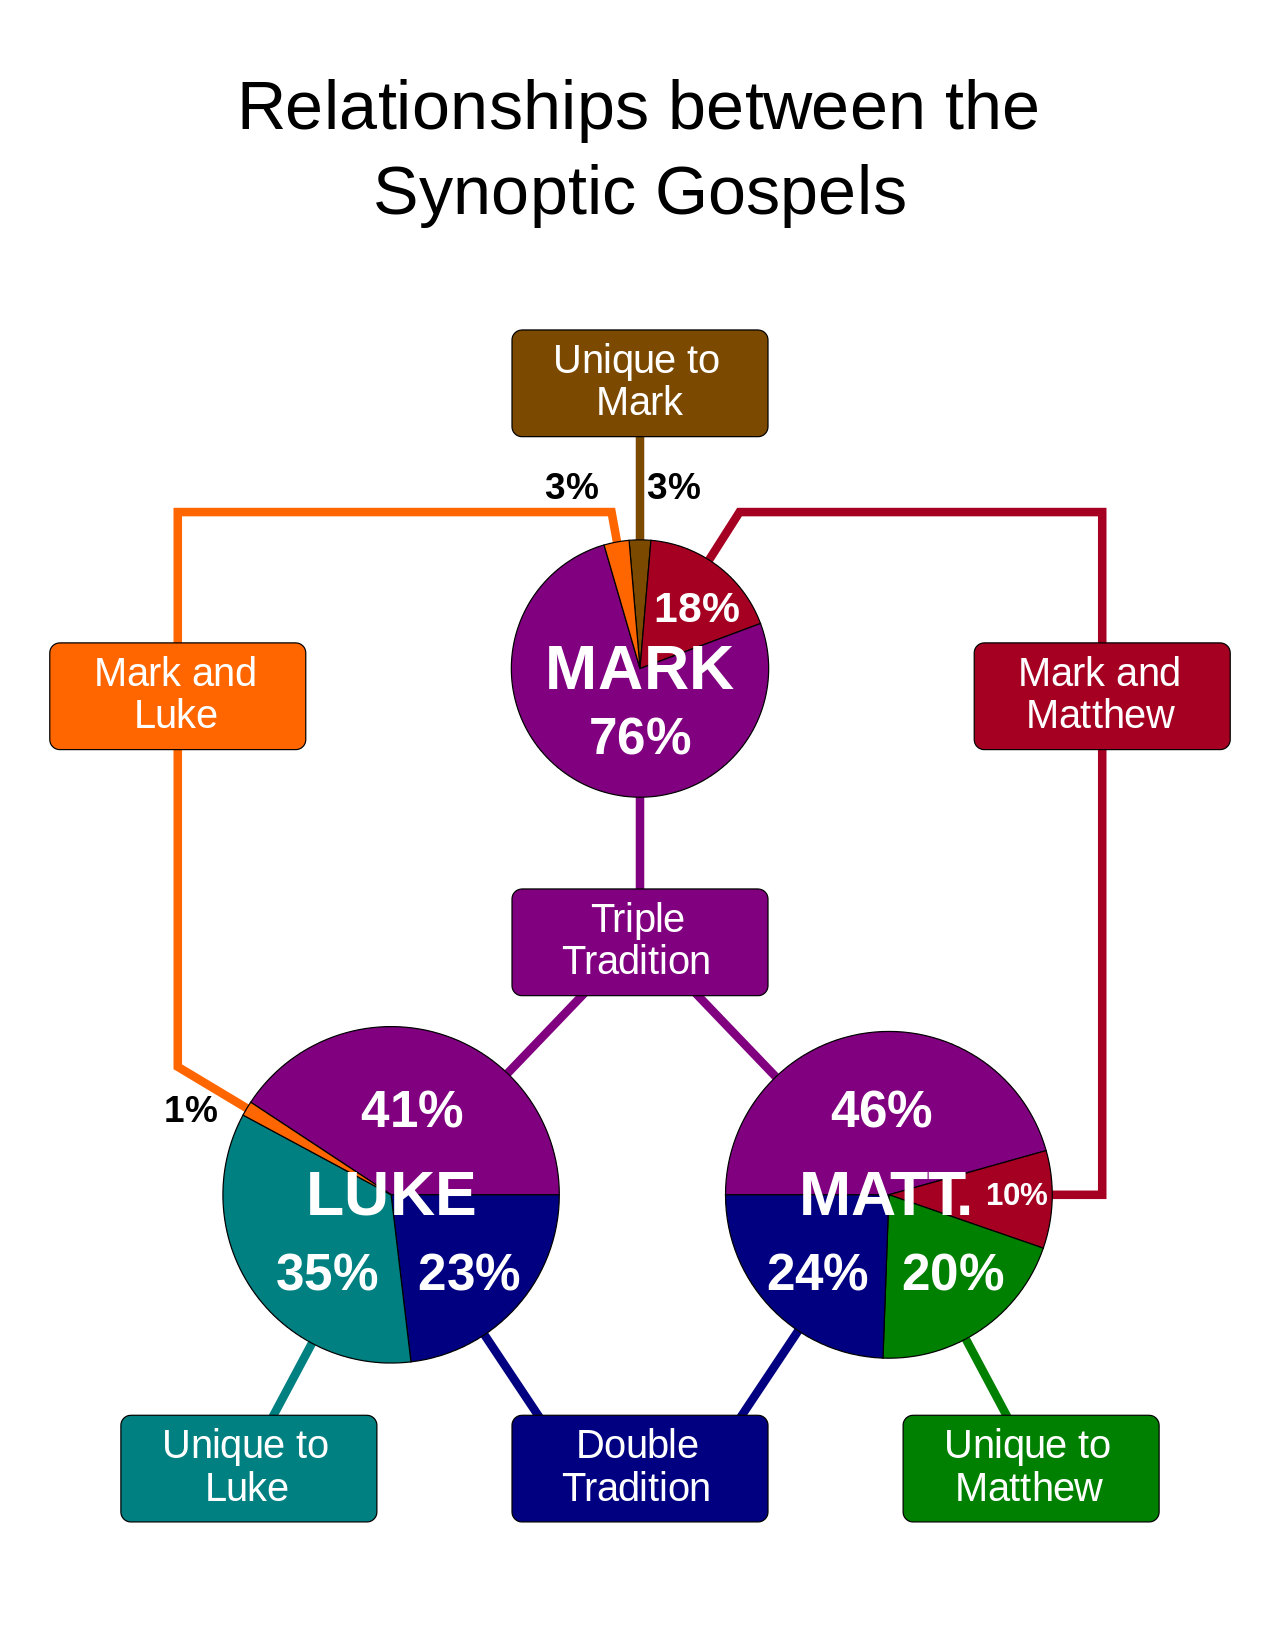 Relationships between the
Synoptic Gospels
Unique to
Mark
3%
3%
18%
MARK
76%
Mark and
Luke
Mark and
Matthew
Triple
Tradition
1%
41%
LUKE
35%
23%
46%
MATT.
10%
24%
20%
Unique to
Luke
Double
Tradition
Unique to
Matthew